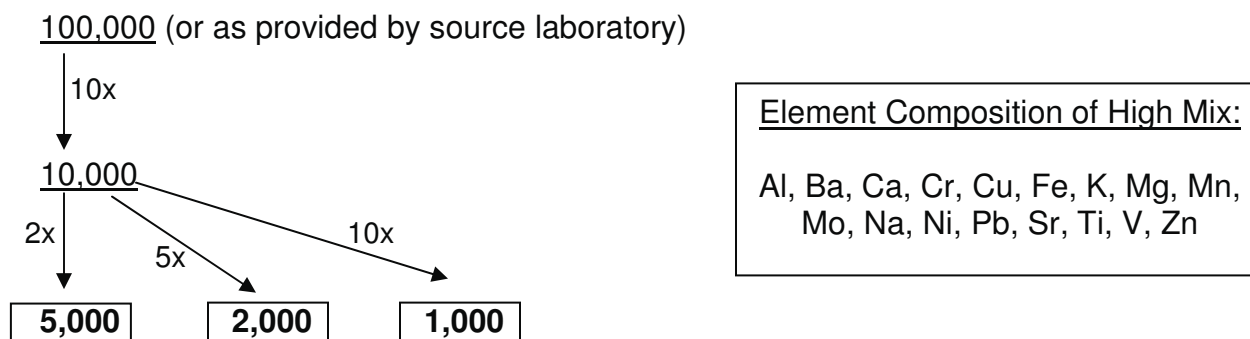 100,000 (or as provided by source laboratory)
10x
10,000
2x
5x
10x
5,000
2,000
1,000
Element Composition of High Mix:
Al, Ba, Ca, Cr, Cu, Fe, K, Mg, Mn,
Mo, Na, Ni, Pb, Sr, Ti, V, Zn